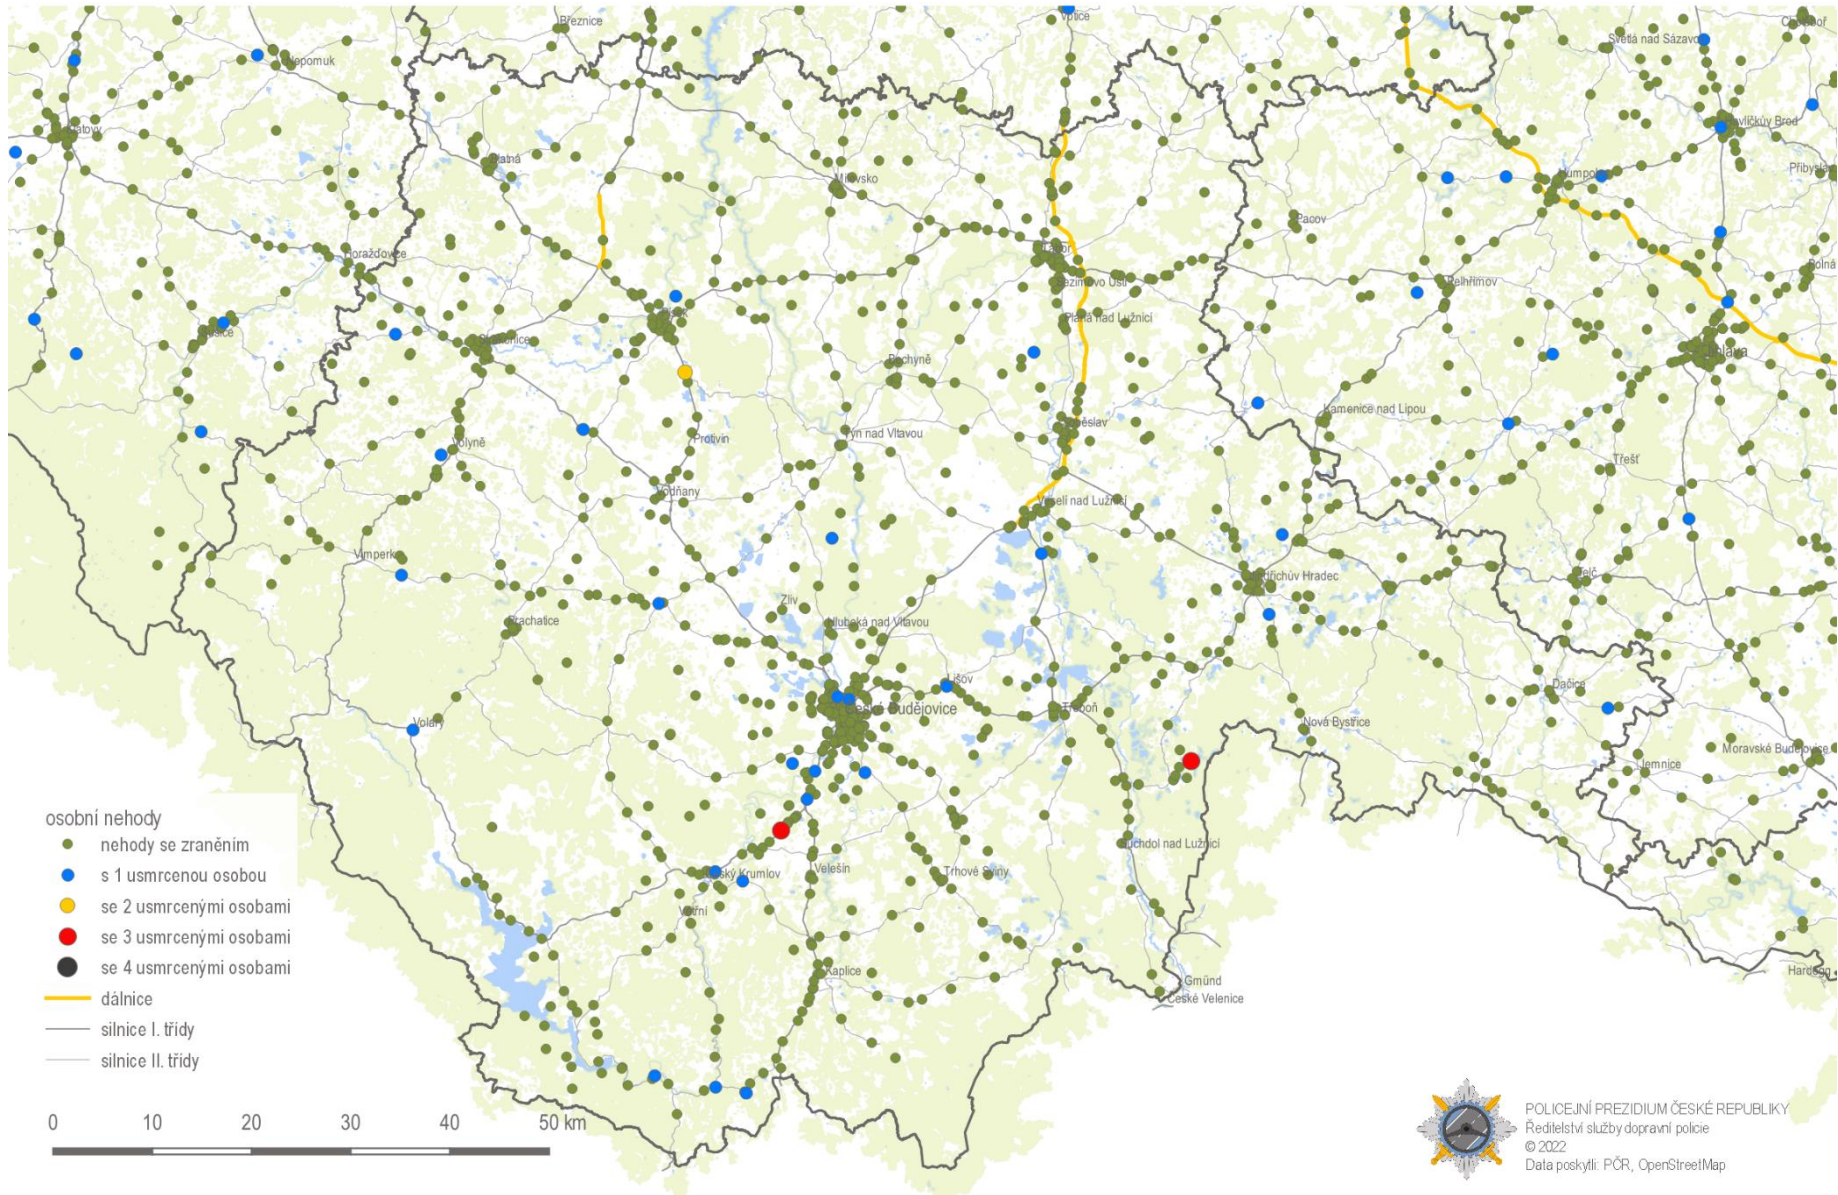 Březnice
Votice
Světlá nad Sázavo
Nepomuk
Havlíčkův Brod
Přibyslav
Blatná
Milevsko
Humpolec
Pacov
Tábor
Horažďovice
Sezimovo Ústí
Pelhřimov
Polná
Písek
Planá nad Lužnicí
Sušice
Strakonice
Bechyně
Jihlava
Kamenice nad Lipou
Soběslav
Týn nad Vltavou
Protivín
Volyně
Třešť
Vodňany
Veselí nad Lužnicí
Vimperk
Jindřichův Hradec
Telč
Zliv
Prachatice
Hluboká nad Vltavou
Lišov
Dačice
České Budějovice
Třeboň
Volary
Nová Bystřice
Moravské Budějovice
Jemnice
osobní nehody
nehody se zraněním
s 1 usmrcenou osobou
se 2 usmrcenými osobami
se 3 usmrcenými osobami
se 4 usmrcenými osobami
dálnice
silnice I. třídy
silnice II. třídy
Suchdol nad Lužnicí
Velešín
Český Krumlov
Trhové Sviny
Větřní
Kaplice
Hardegg
Gmünd
České Velenice
0 10 20 30 40 50 km
POLICEJNÍ PREZIDIUM ČESKÉ REPUBLIKY
Ředitelství služby dopravní policie
© 2022
Data poskytli: PČR, OpenStreetMap